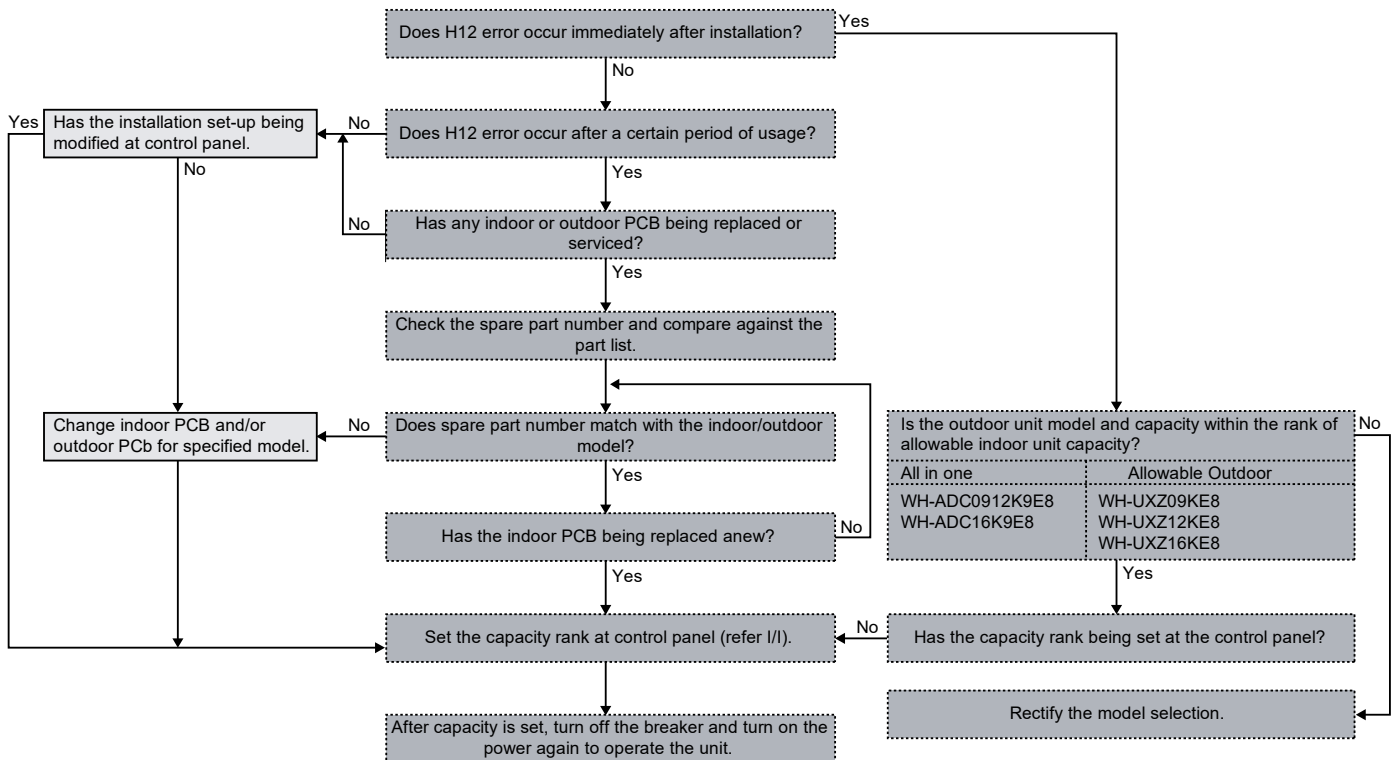 Does H12 error occur immediately after installation?
Yes
No
Yes
Has the installation set-up being
modified at control panel.
No
Does H12 error occur after a certain period of usage?
No
Yes
No
Has any indoor or outdoor PCB being replaced or
serviced?
Yes
Check the spare part number and compare against the
part list.
Change indoor PCB and/or
outdoor PCb for specified model.
No
Does spare part number match with the indoor/outdoor
model?
Yes
Is the outdoor unit model and capacity within the rank of
allowable indoor unit capacity?
No
All in one
Allowable Outdoor
WH-ADC0912K9E8
WH-ADC16K9E8
WH-UXZ09KE8
WH-UXZ12KE8
WH-UXZ16KE8
Yes
Has the indoor PCB being replaced anew?
No
Yes
Set the capacity rank at control panel (refer I/I).
No
Has the capacity rank being set at the control panel?
Rectify the model selection.
After capacity is set, turn off the breaker and turn on the
power again to operate the unit.